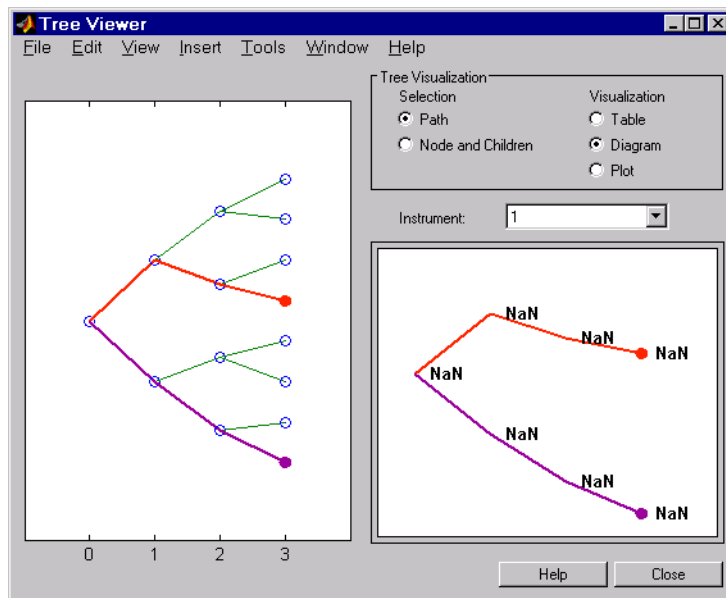 Tree Viewer
File Edit View Insert Tools Window Help
Tree Visualization
Selection
Visualization
Path
Table
Node and Children
Diagram
Plot
Instrument:
1
NaN
NaN
NaN
NaN
NaN
NaN
NaN
0 1 2 3
Help
Close